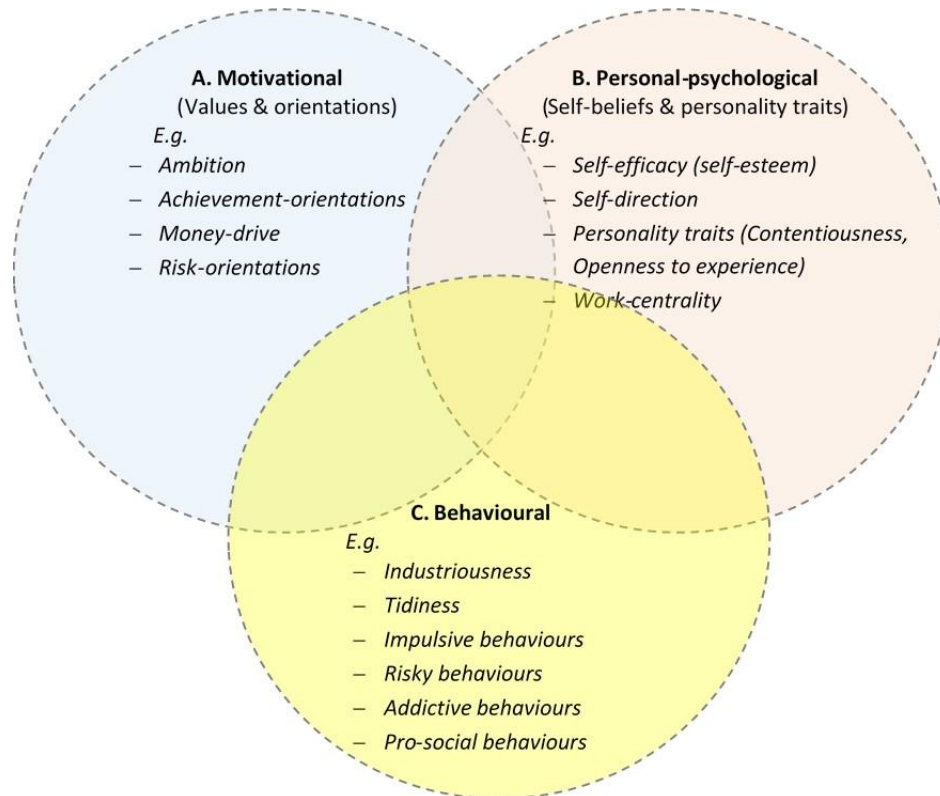 A. Motivational
(Values & orientations)
E.g.
– Ambition
– Achievement-orientations
– Money-drive
– Risk-orientations
B. Personal-psychological
(Self-beliefs & personality traits)
E.g.
– Self-efficacy (self-esteem)
– Self-direction
– Personality traits (Contentiousness,
Openness to experience)
– Work-centrality
C. Behavioural
E.g.
– Industriousness
– Tidiness
– Impulsive behaviours
– Risky behaviours
– Addictive behaviours
– Pro-social behaviours